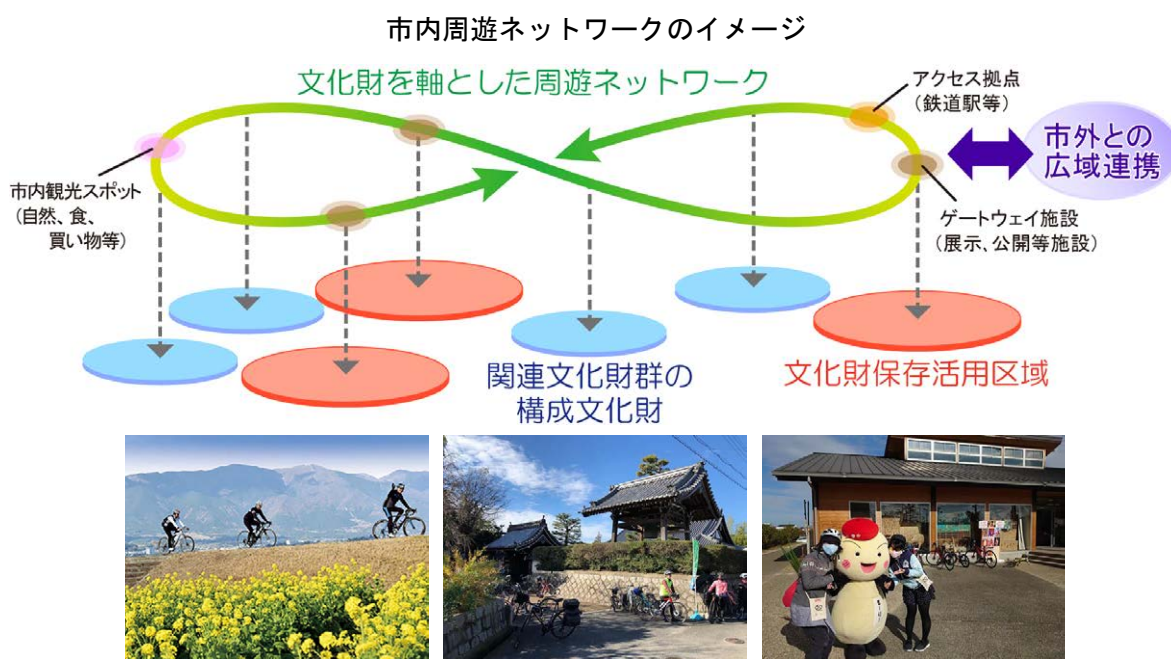 市内周遊ネットワークのイメージ
文化財を軸とした周遊ネットワーク
アクセス拠点
(鉄道駅等)
市外との
広域連携
市内観光スポット
(自然、食、
買い物等)
ゲートウェイ施設
(展示、公開等施設)
関連文化財群の
構成文化財
文化財保存活用区域